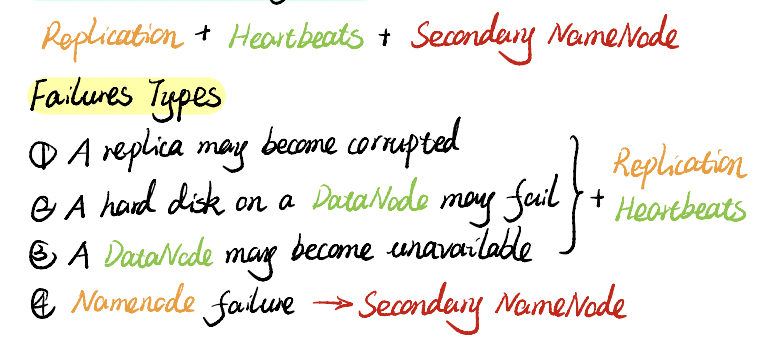 Replication + Heartbeats + Secondary NameNode
Failures Types
① A replica may become corrupted
② A hard disk on a DataNode may fail
③ A DataNode may become unavailable
} + Replication
Heartbeats
④ Namenode failure → Secondary NameNode